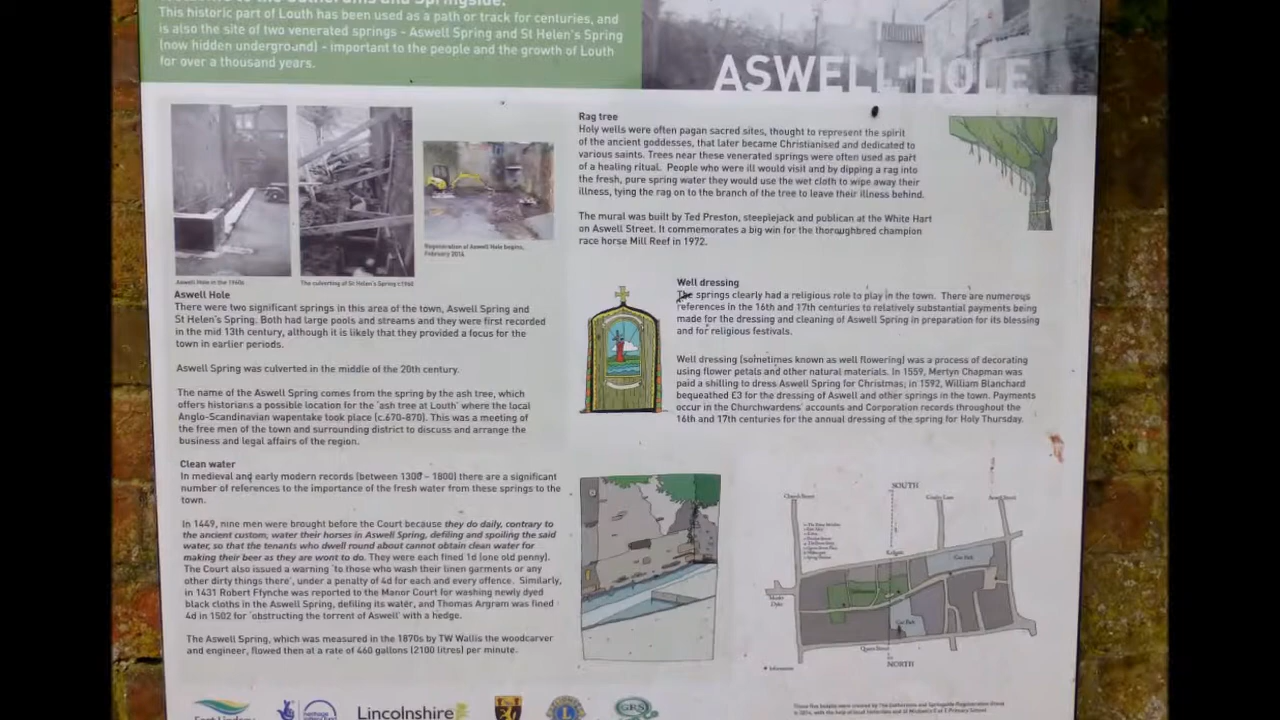 This historic part of Louth has been used as a path or track for centuries, and
is also the site of two venerated springs - Aswell Spring and St Helen's Spring
(now hidden underground) - important to the people and the growth of Louth
for over a thousand years.
ASWELL HOLE
Aswell Hole in the 1960s
The culverting of St Helen's Spring c1960
Regeneration of Aswell Hole begins,
February 2014
Aswell Hole
There were two significant springs in this area of the town, Aswell Spring and
St Helen's Spring. Both had large pools and streams and they were first recorded
in the mid 13th century, although it is likely that they provided a focus for the
town in earlier periods.
Aswell Spring was culverted in the middle of the 20th century.
The name of the Aswell Spring comes from the spring by the ash tree, which
offers historians a possible location for the 'ash tree at Louth' where the local
Anglo-Scandinavian wapentake took place (c.670-870). This was a meeting of
the free men of the town and surrounding district to discuss and arrange the
business and legal affairs of the region.
Clean water
In medieval and early modern records (between 1300 – 1800) there are a significant
number of references to the importance of the fresh water from these springs to the
town.
In 1449, nine men were brought before the Court because they do daily, contrary to
the ancient custom, water their horses in Aswell Spring, defiling and spoiling the said
water, so that the tenants who dwell round about cannot obtain clean water for
making their beer as they are wont to do. They were each fined 1d (one old penny).
The Court also issued a warning 'to those who wash their linen garments or any
other dirty things there', under a penalty of 4d for each and every offence. Similarly,
in 1431 Robert Flynche was reported to the Manor Court for washing newly dyed
black cloths in the Aswell Spring, defiling its water, and Thomas Argram was fined
4d in 1502 for 'obstructing the torrent of Aswell' with a hedge.
The Aswell Spring, which was measured in the 1870s by TW Wallis the woodcarver
and engineer, flowed then at a rate of 460 gallons (2100 litres) per minute.
Rag tree
Holy wells were often pagan sacred sites, thought to represent the spirit
of the ancient goddesses, that later became Christianised and dedicated to
various saints. Trees near these venerated springs were often used as part
of a healing ritual. People who were ill would visit and by dipping a rag into
the fresh, pure spring water they would use the wet cloth to wipe away their
illness, tying the rag on to the branch of the tree to leave their illness behind.
The mural was built by Ted Preston, steeplejack and publican at the White Hart
on Aswell Street. It commemorates a big win for the thoroughbred champion
race horse Mill Reef in 1972.
Well dressing
The springs clearly had a religious role to play in the town. There are numerous
references in the 16th and 17th centuries to relatively substantial payments being
made for the dressing and cleaning of Aswell Spring in preparation for its blessing
and for religious festivals.
Well dressing (sometimes known as well flowering) was a process of decorating
using flower petals and other natural materials. In 1559, Mertyn Chapman was
paid a shilling to dress Aswell Spring for Christmas; in 1592, William Blanchard
bequeathed £3 for the dressing of Aswell and other springs in the town. Payments
occur in the Churchwardens' accounts and Corporation records throughout the
16th and 17th centuries for the annual dressing of the spring for Holy Thursday.
SOUTH
Church Street
Aswell Street
Car Park
Car Park
Queen Street
NORTH
Lincolnshire